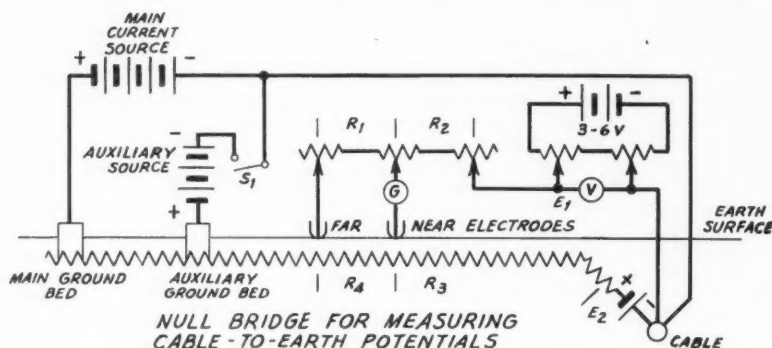 MAIN
CURRENT
SOURCE
+ -
+ -
3-6 V
R1 R2
-
AUXILIARY
SOURCE
S1
+
G
E1
V
EARTH
SURFACE
FAR
NEAR ELECTRODES
MAIN GROUND
BED
AUXILIARY
GROUND BED
R4 R3
E2
x -
CABLE
NULL BRIDGE FOR MEASURING
CABLE-TO-EARTH POTENTIALS